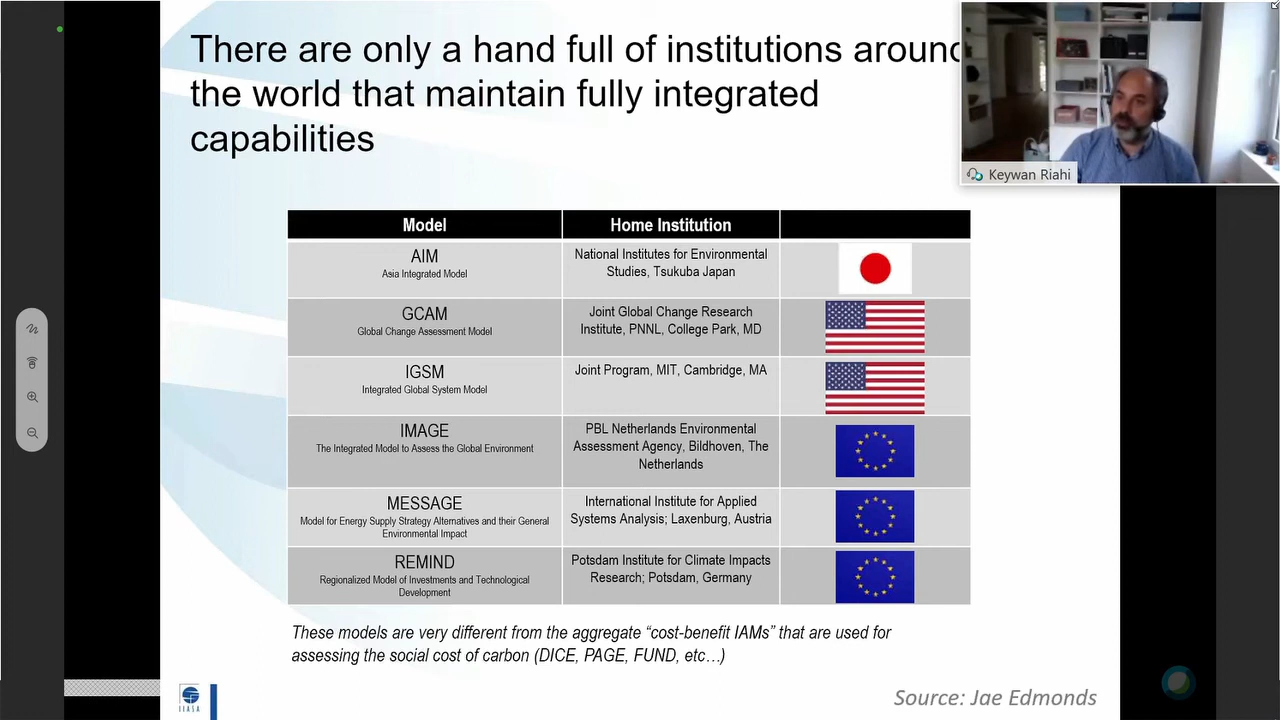 There are only a hand full of institutions around
the world that maintain fully integrated
capabilities
Keywan Riahi
Model
Home Institution
AIM
Asia Integrated Model
National Institutes for Environmental
Studies, Tsukuba Japan
GCAM
Global Change Assessment Model
Joint Global Change Research
Institute, PNNL, College Park, MD
IGSM
Integrated Global System Model
Joint Program, MIT, Cambridge, MA
IMAGE
The Integrated Model to Assess the Global Environment
PBL Netherlands Environmental
Assessment Agency, Bildhoven, The
Netherlands
MESSAGE
Model for Energy Supply Strategy Alternatives and their General
Environmental Impact
International Institute for Applied
Systems Analysis; Laxenburg, Austria
REMIND
Regionalized Model of Investments and Technological
Development
Potsdam Institute for Climate Impacts
Research; Potsdam, Germany
These models are very different from the aggregate “cost-benefit IAMs” that are used for
assessing the social cost of carbon (DICE, PAGE, FUND, etc…)
IIASA
Source: Jae Edmonds